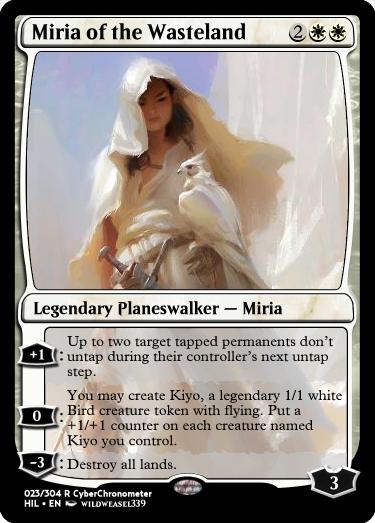 Miria of the Wasteland 2
Legendary Planeswalker — Miria
+1: Up to two target tapped permanents don't
untap during their controller's next untap
step.
You may create Kiyo, a legendary 1/1 white
0: Bird creature token with flying. Put a
+1/+1 counter on each creature named
Kiyo you control.
-3: Destroy all lands.
3
023/304 R CyberChronometer
HIL • EN WILDWEASEL339